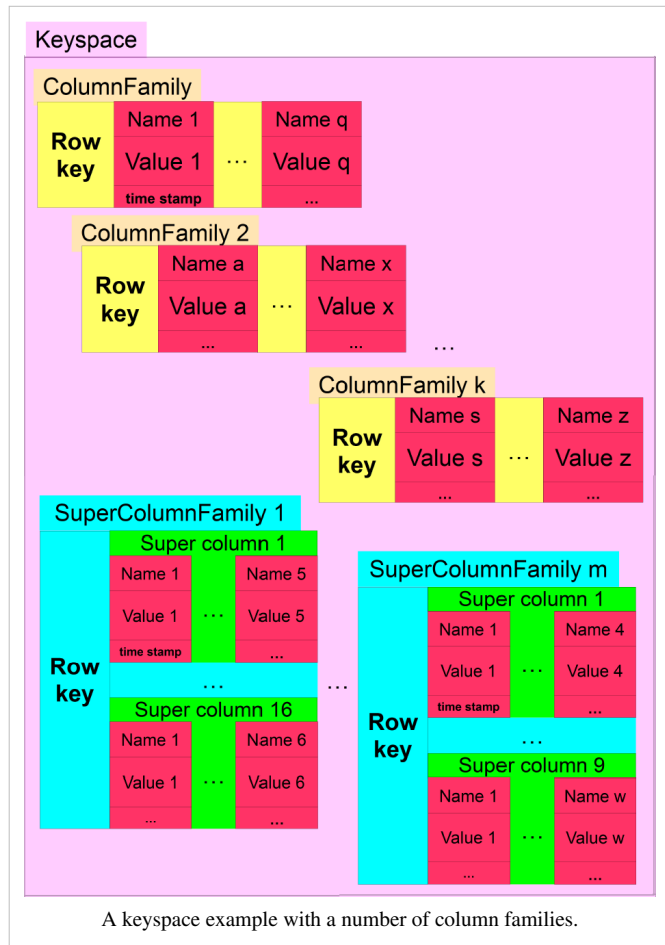 Keyspace
ColumnFamily
Row key
Name 1
Value 1
time stamp
...
Name q
Value q
...
ColumnFamily 2
Row key
Name a
Value a
...
...
Name x
Value x
...
...
ColumnFamily k
Row key
Name s
Value s
...
...
Name z
Value z
...
SuperColumnFamily 1
Row key
Super column 1
Name 1
Value 1
time stamp
...
Name 5
Value 5
...
...
Super column 16
Name 1
Value 1
...
...
Name 6
Value 6
...
...
SuperColumnFamily m
Row key
Super column 1
Name 1
Value 1
time stamp
...
Name 4
Value 4
...
...
Super column 9
Name 1
Value 1
...
...
Name w
Value w
...
A keyspace example with a number of column families.